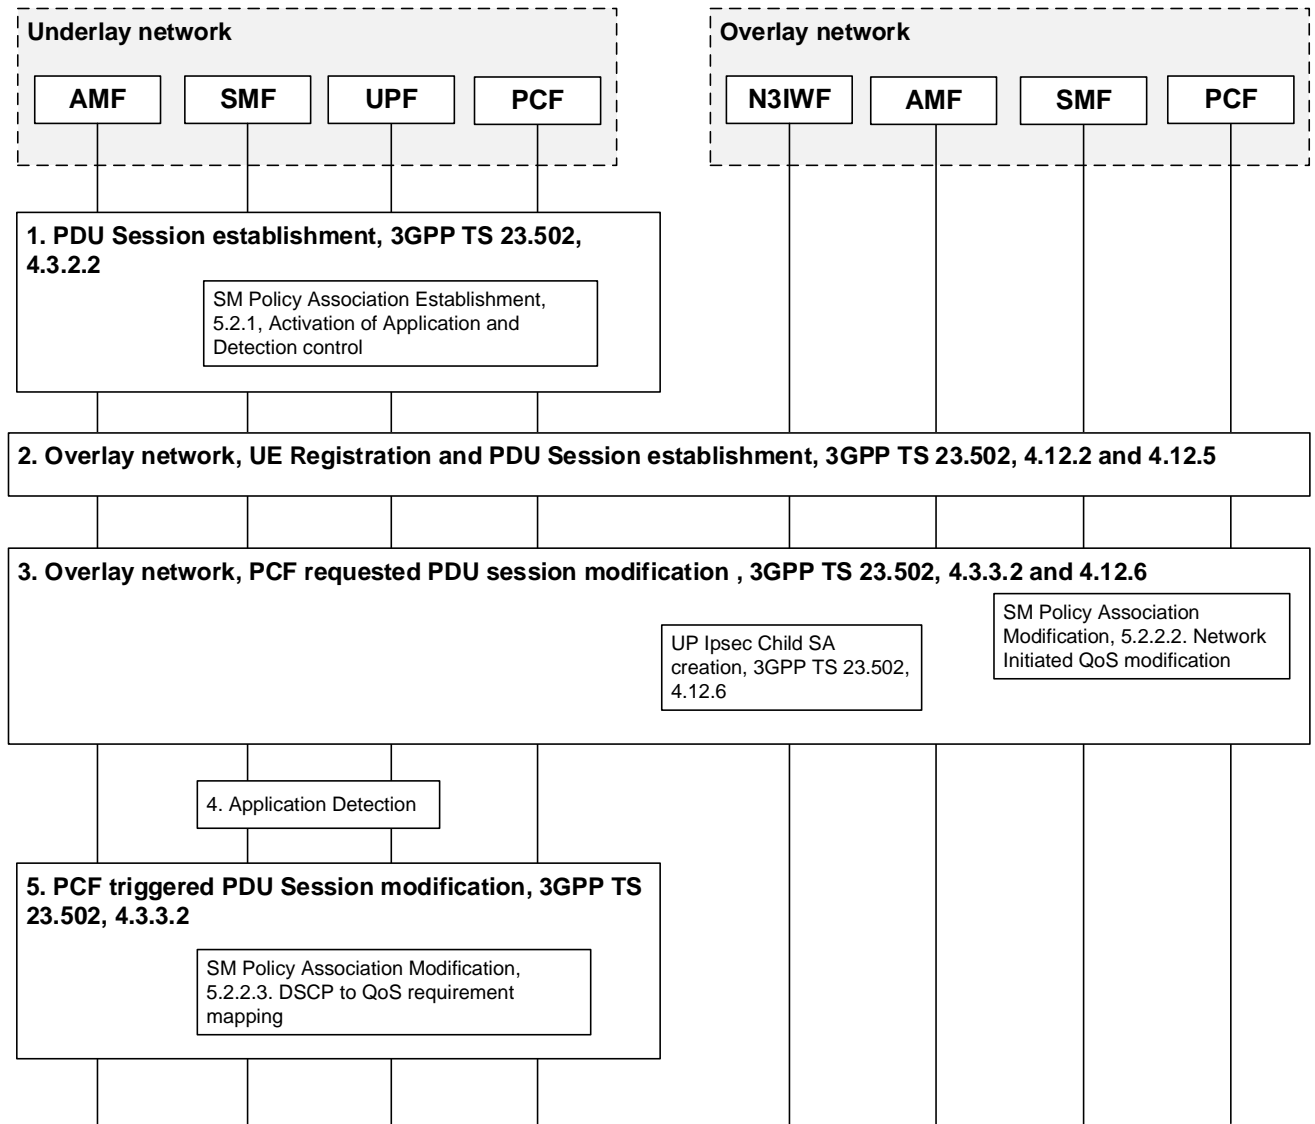 Underlay network
Overlay network
AMF
SMF
UPF
PCF
N3IWF
AMF
SMF
PCF
1. PDU Session establishment, 3GPP TS 23.502,
4.3.2.2
SM Policy Association Establishment,
5.2.1, Activation of Application and
Detection control
2. Overlay network, UE Registration and PDU Session establishment, 3GPP TS 23.502, 4.12.2 and 4.12.5
3. Overlay network, PCF requested PDU session modification , 3GPP TS 23.502, 4.3.3.2 and 4.12.6
SM Policy Association
Modification, 5.2.2.2. Network
Initiated QoS modification
UP Ipsec Child SA
creation, 3GPP TS 23.502,
4.12.6
4. Application Detection
5. PCF triggered PDU Session modification, 3GPP TS
23.502, 4.3.3.2
SM Policy Association Modification,
5.2.2.3. DSCP to QoS requirement
mapping